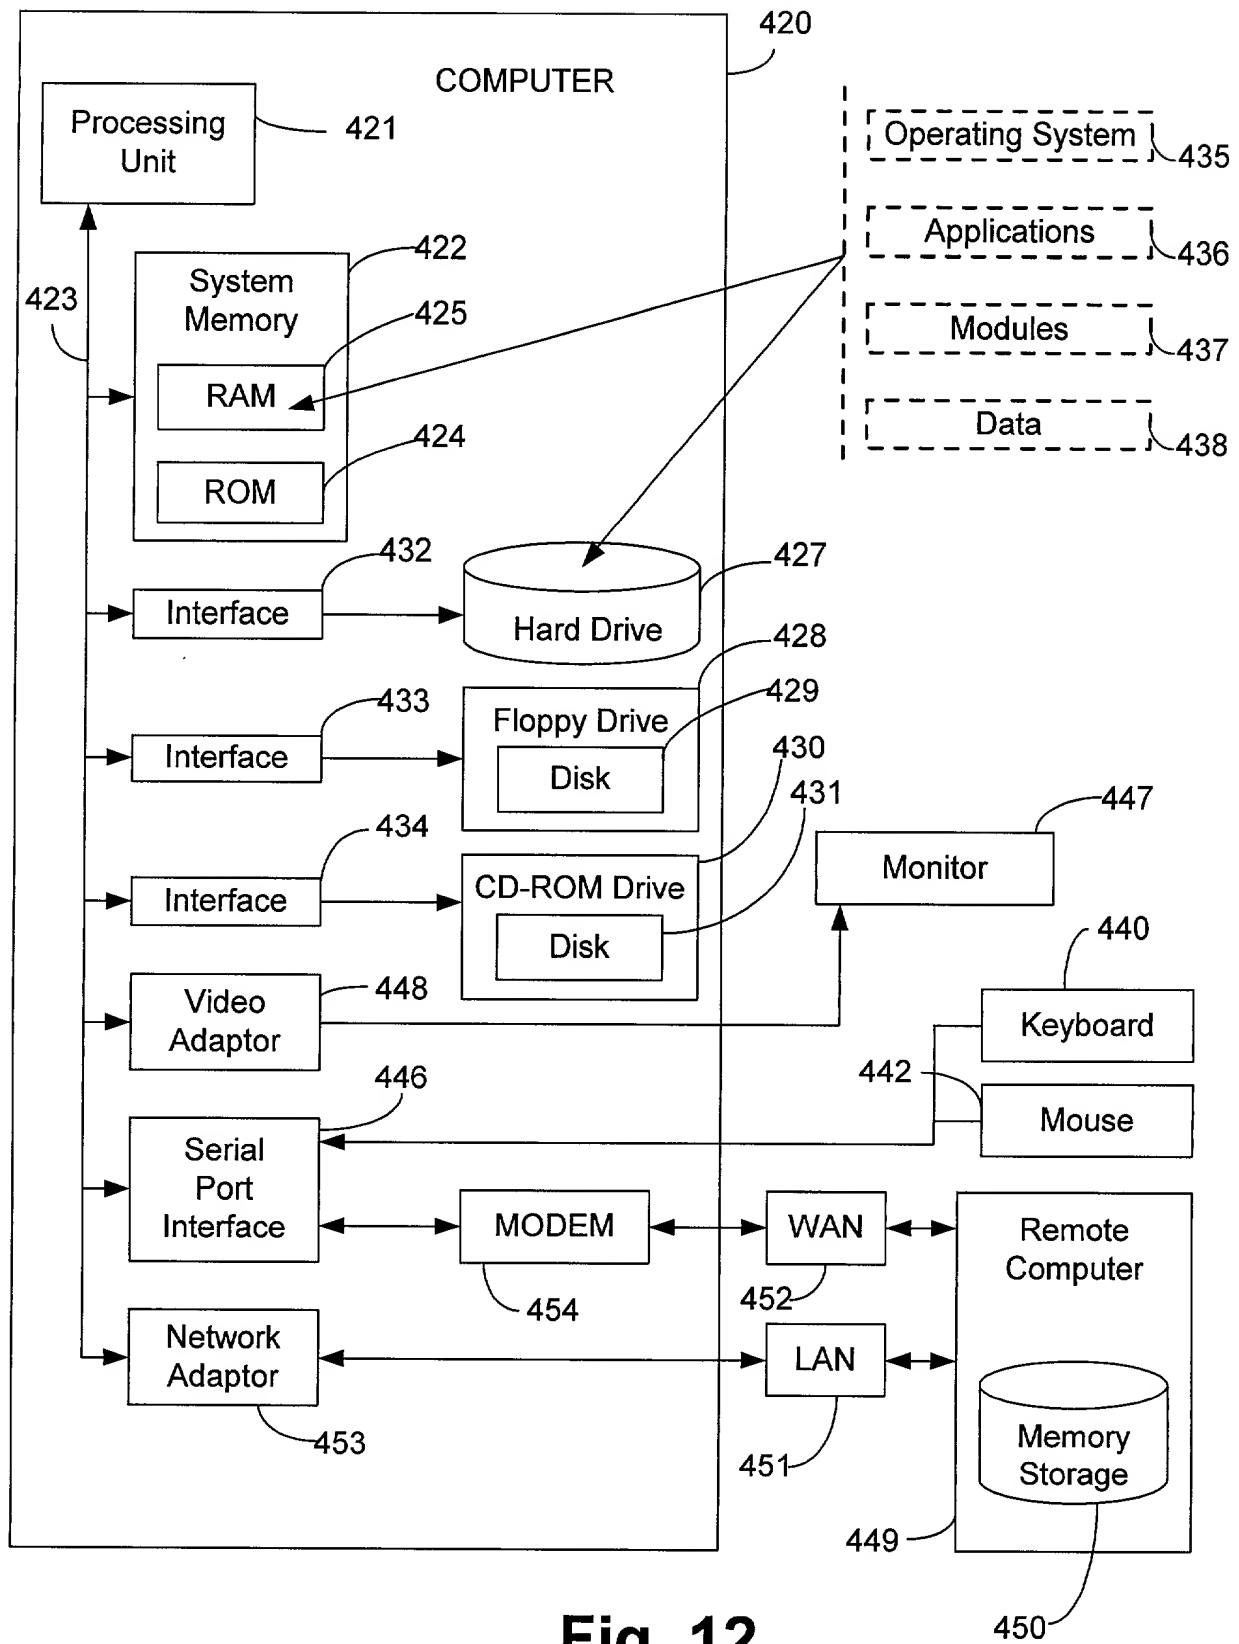 420
COMPUTER
Processing
Unit
421
Operating System
435
Applications
436
Modules
437
Data
438
422
System
Memory
423
425
RAM
424
ROM
432
Interface
427
Hard Drive
428
433
Interface
429
Floppy Drive
Disk
430
431
434
Interface
CD-ROM Drive
Disk
447
Monitor
440
Keyboard
448
Video
Adaptor
442
Mouse
446
Serial
Port
Interface
MODEM
454
WAN
452
Remote
Computer
Network
Adaptor
453
LAN
451
Memory
Storage
449
450
Fig. 12